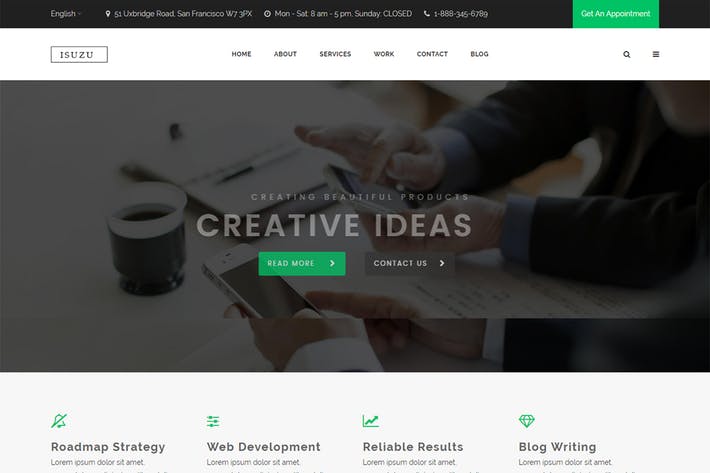 English 51 Uxbridge Road, San Francisco W7 3PX Mon - Sat: 8 am - 5 pm, Sunday: CLOSED 1-888-345-6789 Get An Appointment
ISUZU HOME ABOUT SERVICES WORK CONTACT BLOG
CREATING BEAUTIFUL PRODUCTS
CREATIVE IDEAS
READ MORE CONTACT US
Roadmap Strategy Web Development Reliable Results Blog Writing
Lorem ipsum dolor sit amet, Lorem ipsum dolor sit amet, Lorem ipsum dolor sit amet, Lorem ipsum dolor sit amet,